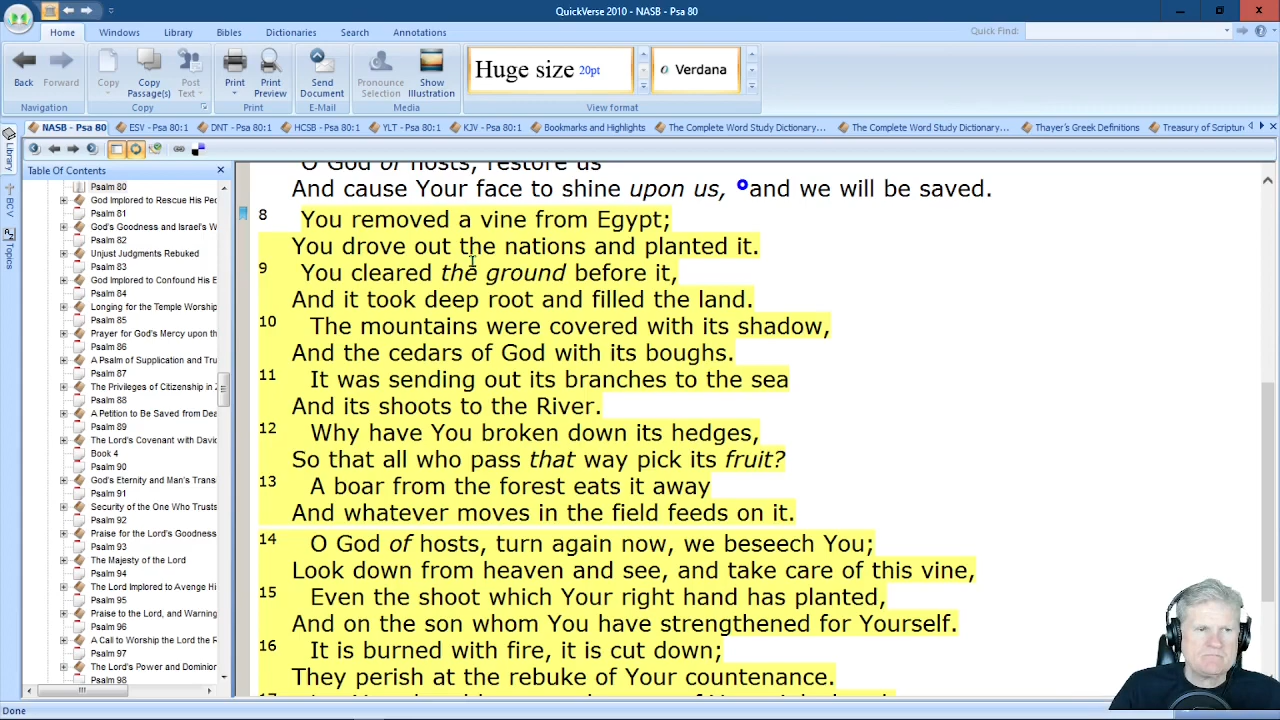 QuickVerse 2010 - NASB - Psa 80
Home Windows Library Bibles Dictionaries Search Annotations Quick Find:
Back Forward Copy Copy Passage(s) Post Text Print Print Preview Send Document Pronounce Selection Show Illustration Huge size 20pt Verdana
Navigation Copy Print E-Mail Media View format
NASB - Psa 80 ESV - Psa 80:1 DNT - Psa 80:1 HCSB - Psa 80:1 YLT - Psa 80:1 KJV - Psa 80:1 Bookmarks and Highlights The Complete Word Study Dictionary... The Complete Word Study Dictionary... Thayer's Greek Definitions Treasury of Scriptur
Library
BCV
Topics
Table Of Contents
Psalm 80
God Implored to Rescue His Pec
Psalm 81
God's Goodness and Israel's W
Psalm 82
Unjust Judgments Rebuked
Psalm 83
God Implored to Confound His E
Psalm 84
Longing for the Temple Worship
Psalm 85
Prayer for God's Mercy upon the
Psalm 86
A Psalm of Supplication and Tru
Psalm 87
The Privileges of Citizenship in Z
Psalm 88
A Petition to Be Saved from Dea
Psalm 89
The Lord's Covenant with David
Book 4
Psalm 90
God's Eternity and Man's Trans
Psalm 91
Security of the One Who Trusts
Psalm 92
Praise for the Lord's Goodness
Psalm 93
The Majesty of the Lord
Psalm 94
The Lord Implored to Avenge Hi
Psalm 95
Praise to the Lord, and Warning
Psalm 96
A Call to Worship the Lord the R
Psalm 97
The Lord's Power and Dominior
Psalm 98
O God of hosts, restore us
And cause Your face to shine upon us, and we will be saved.
8 You removed a vine from Egypt;
You drove out the nations and planted it.
9 You cleared the ground before it,
And it took deep root and filled the land.
10 The mountains were covered with its shadow,
And the cedars of God with its boughs.
11 It was sending out its branches to the sea
And its shoots to the River.
12 Why have You broken down its hedges,
So that all who pass that way pick its fruit?
13 A boar from the forest eats it away
And whatever moves in the field feeds on it.
14 O God of hosts, turn again now, we beseech You;
Look down from heaven and see, and take care of this vine,
15 Even the shoot which Your right hand has planted,
And on the son whom You have strengthened for Yourself.
16 It is burned with fire, it is cut down;
They perish at the rebuke of Your countenance.
Done